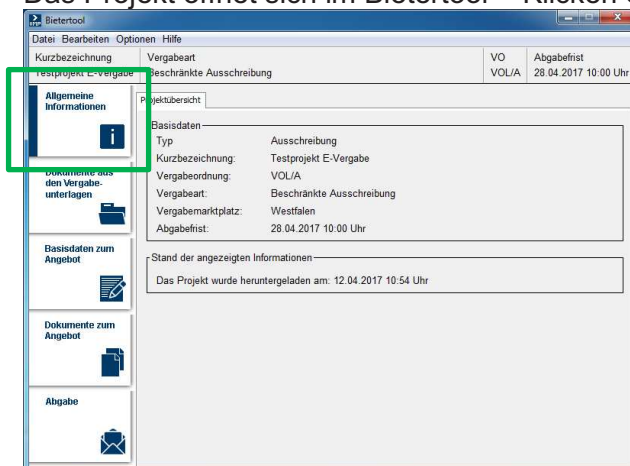 Das Projekt öffnet sich im Bietertool Klicken
Bietertool
Datei Bearbeiten Optionen Hilfe
Kurzbezeichnung Vergabeart VO Abgabefrist
Testprojekt E-Vergabe Beschränkte Ausschreibung VOL/A 28.04.2017 10:00 Uhr
Allgemeine
Informationen
Projektübersicht
Basisdaten
Typ Ausschreibung
Kurzbezeichnung: Testprojekt E-Vergabe
Vergabeordnung: VOL/A
Vergabeart: Beschränkte Ausschreibung
Vergabemarktplatz: Westfalen
Abgabefrist: 28.04.2017 10:00 Uhr
Stand der angezeigten Informationen
Das Projekt wurde heruntergeladen am: 12.04.2017 10:54 Uhr
Dokumente aus
den Vergabe-
unterlagen
Basisdaten zum
Angebot
Dokumente zum
Angebot
Abgabe